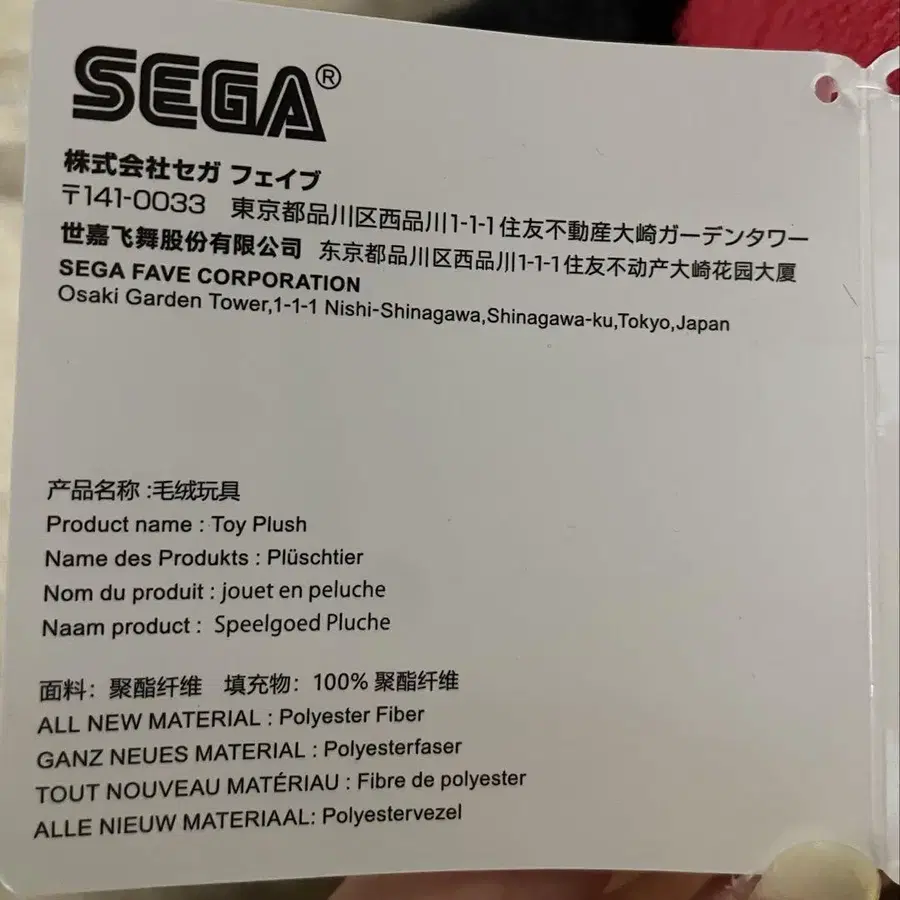 SEGA®
株式会社セガ フェイブ
〒141-0033 東京都品川区西品川1-1-1 住友不動産大崎ガーデンタワー
世嘉飞舞股份有限公司 东京都品川区西品川1-1-1 住友不动产大崎花园大厦
SEGA FAVE CORPORATION
Osaki Garden Tower,1-1-1 Nishi-Shinagawa,Shinagawa-ku,Tokyo,Japan
产品名称 :毛绒玩具
Product name : Toy Plush
Name des Produkts : Plüschtier
Nom du produit : jouet en peluche
Naam product : Speelgoed Pluche
面料：聚酯纤维 填充物：100% 聚酯纤维
ALL NEW MATERIAL : Polyester Fiber
GANZ NEUES MATERIAL : Polyesterfaser
TOUT NOUVEAU MATÉRIAU : Fibre de polyester
ALLE NIEUW MATERIAAL: Polyestervezel